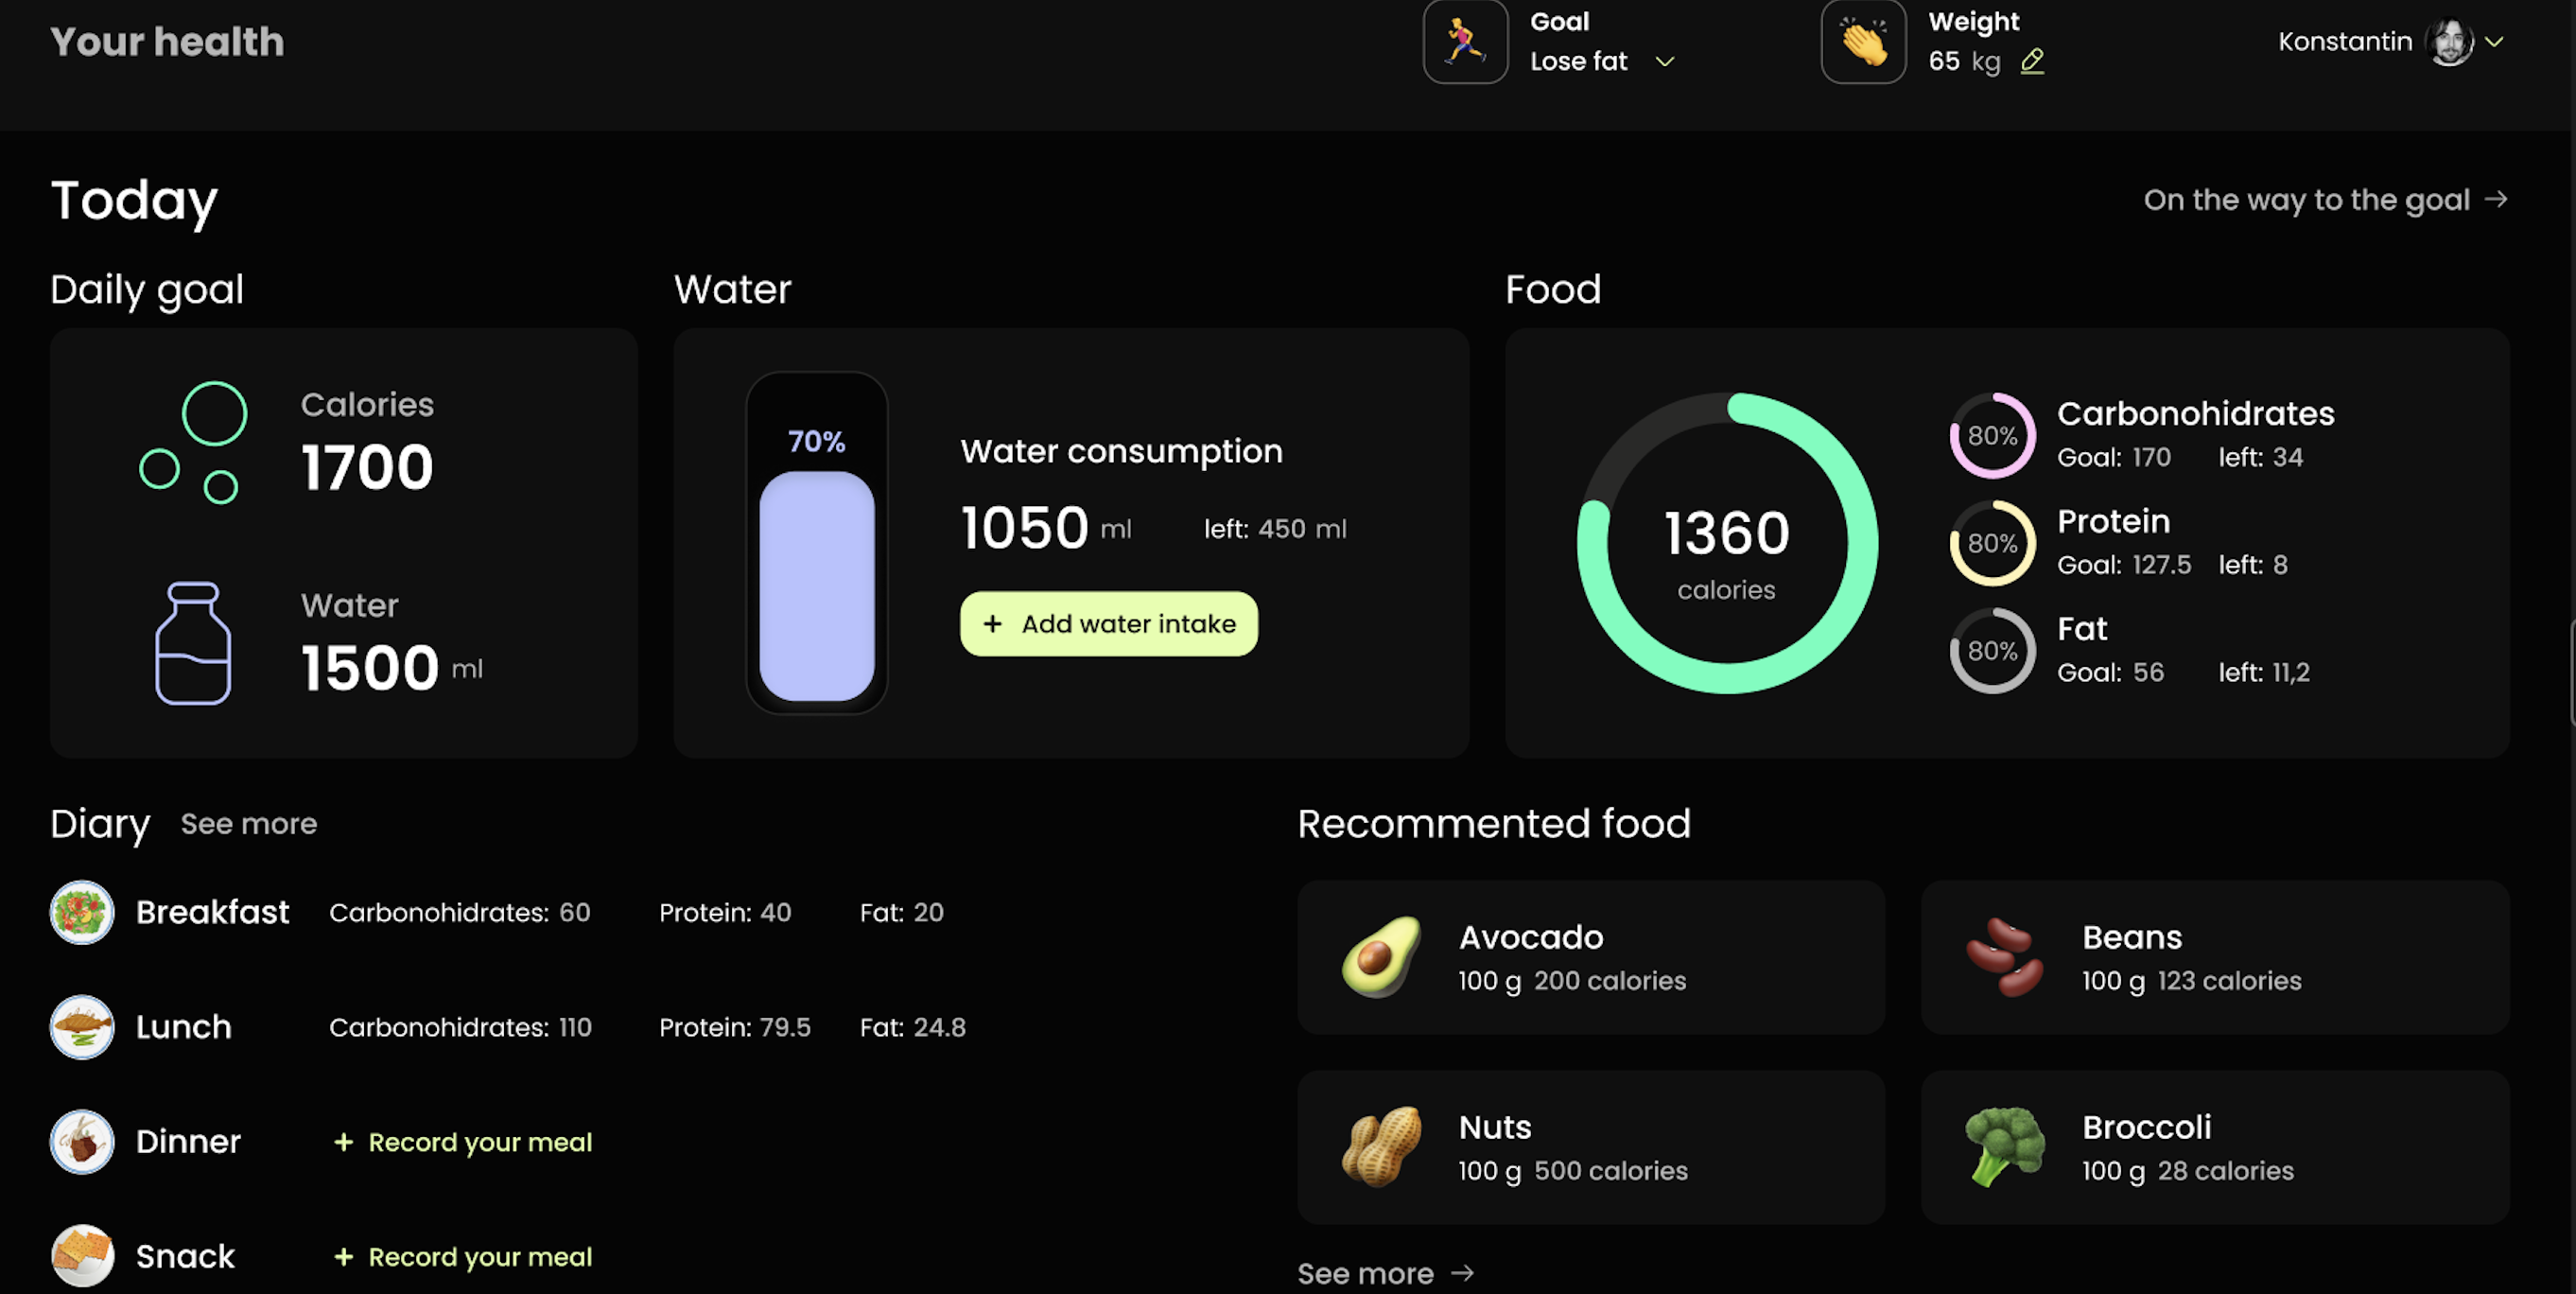 Your health
Goal
Lose fat
Weight
65 kg
Konstantin
Today
On the way to the goal →
Daily goal
Calories
1700
Water
1500 ml
Water
70%
Water consumption
1050 ml left: 450 ml
+ Add water intake
Food
1360
calories
80%
Carbonohidrates
Goal: 170 left: 34
80%
Protein
Goal: 127.5 left: 8
80%
Fat
Goal: 56 left: 11,2
Diary See more
Breakfast Carbonohidrates: 60 Protein: 40 Fat: 20
Lunch Carbonohidrates: 110 Protein: 79.5 Fat: 24.8
Dinner + Record your meal
Snack + Record your meal
Recommented food
Avocado
100 g 200 calories
Beans
100 g 123 calories
Nuts
100 g 500 calories
Broccoli
100 g 28 calories
See more →